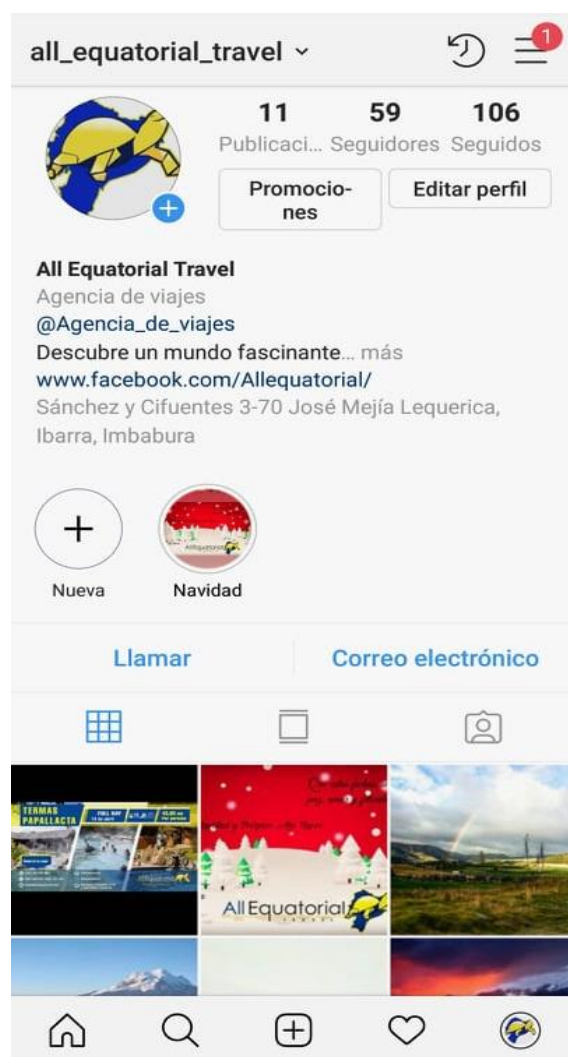 all_equatorial_travel
1
11 59 106
Publicaci... Seguidores Seguidos
Promocio-
nes
Editar perfil
All Equatorial Travel
Agencia de viajes
@Agencia_de_viajes
Descubre un mundo fascinante... más
www.facebook.com/Allequatorial/
Sánchez y Cifuentes 3-70 José Mejía Lequerica,
Ibarra, Imbabura
Nueva
Navidad
Llamar
Correo electrónico
TERMAS
PAPALLACTA
FULL DAY
All Equatorial